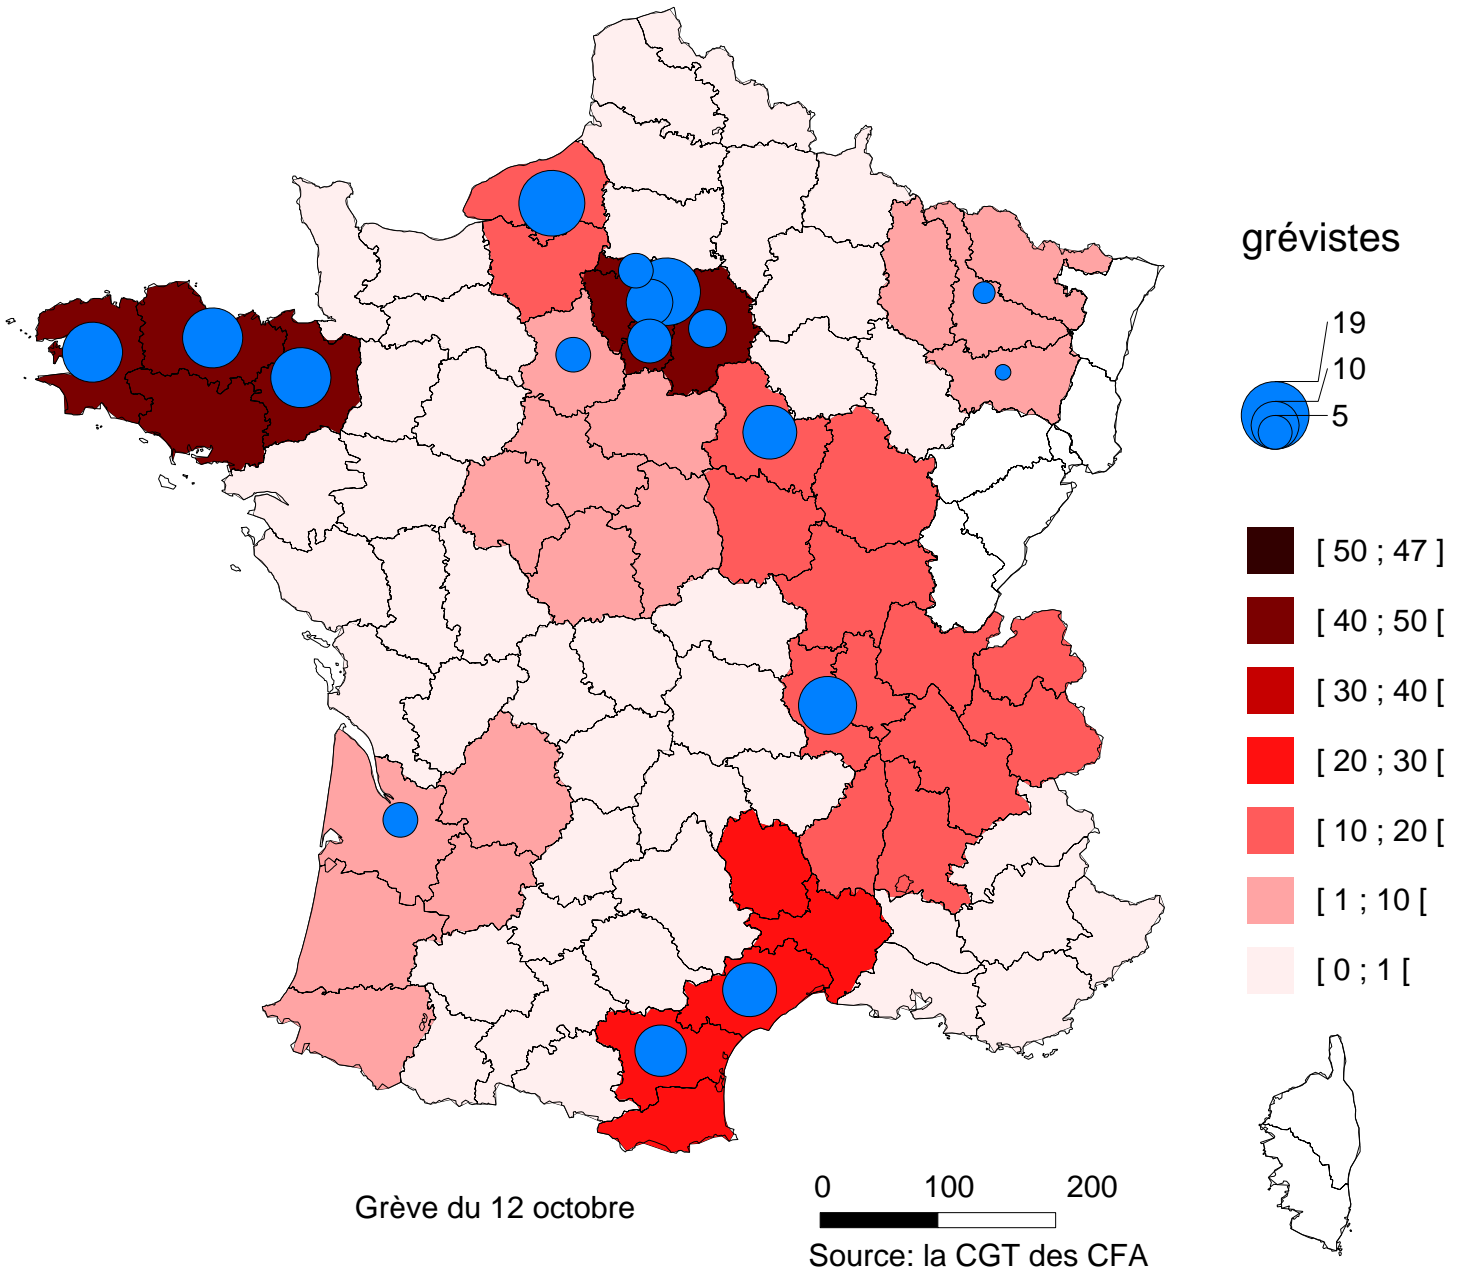 grévistes
19
10
5
[ 50 ; 47 ]
[ 40 ; 50 [
[ 30 ; 40 [
[ 20 ; 30 [
[ 10 ; 20 [
[ 1 ; 10 [
[ 0 ; 1 [
0 100 200
Grève du 12 octobre
Source: la CGT des CFA